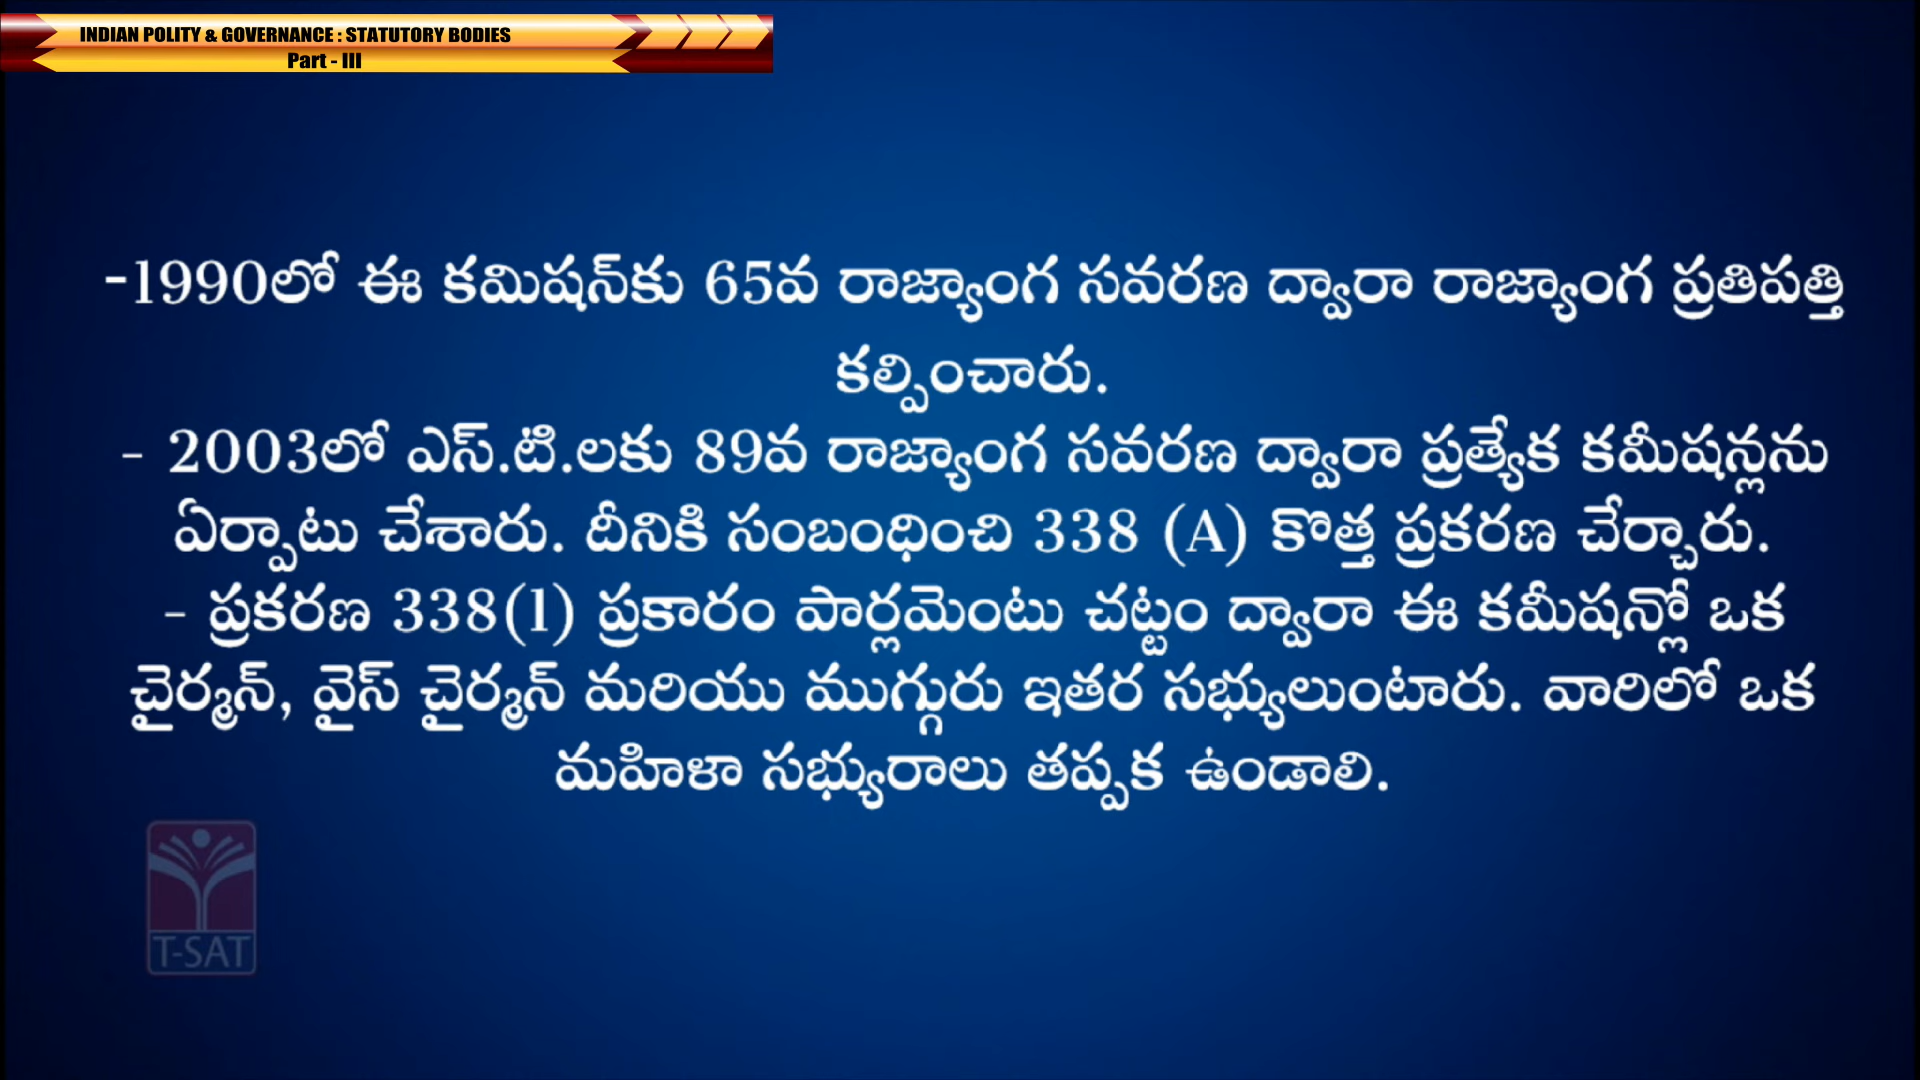 INDIAN POLITY & GOVERNANCE : STATUTORY BODIES
Part - III
-1990లో ఈ కమిషన్‌కు 65వ రాజ్యాంగ సవరణ ద్వారా రాజ్యాంగ ప్రతిపత్తి
కల్పించారు.
- 2003లో ఎస్.టి.లకు 89వ రాజ్యాంగ సవరణ ద్వారా ప్రత్యేక కమీషన్లను
ఏర్పాటు చేశారు. దీనికి సంబంధించి 338 (A) కొత్త ప్రకరణ చేర్చారు.
- ప్రకరణ 338(1) ప్రకారం పార్లమెంటు చట్టం ద్వారా ఈ కమీషన్లో ఒక
చైర్మన్, వైస్ చైర్మన్ మరియు ముగ్గురు ఇతర సభ్యులుంటారు. వారిలో ఒక
మహిళా సభ్యురాలు తప్పక ఉండాలి.
T-SAT